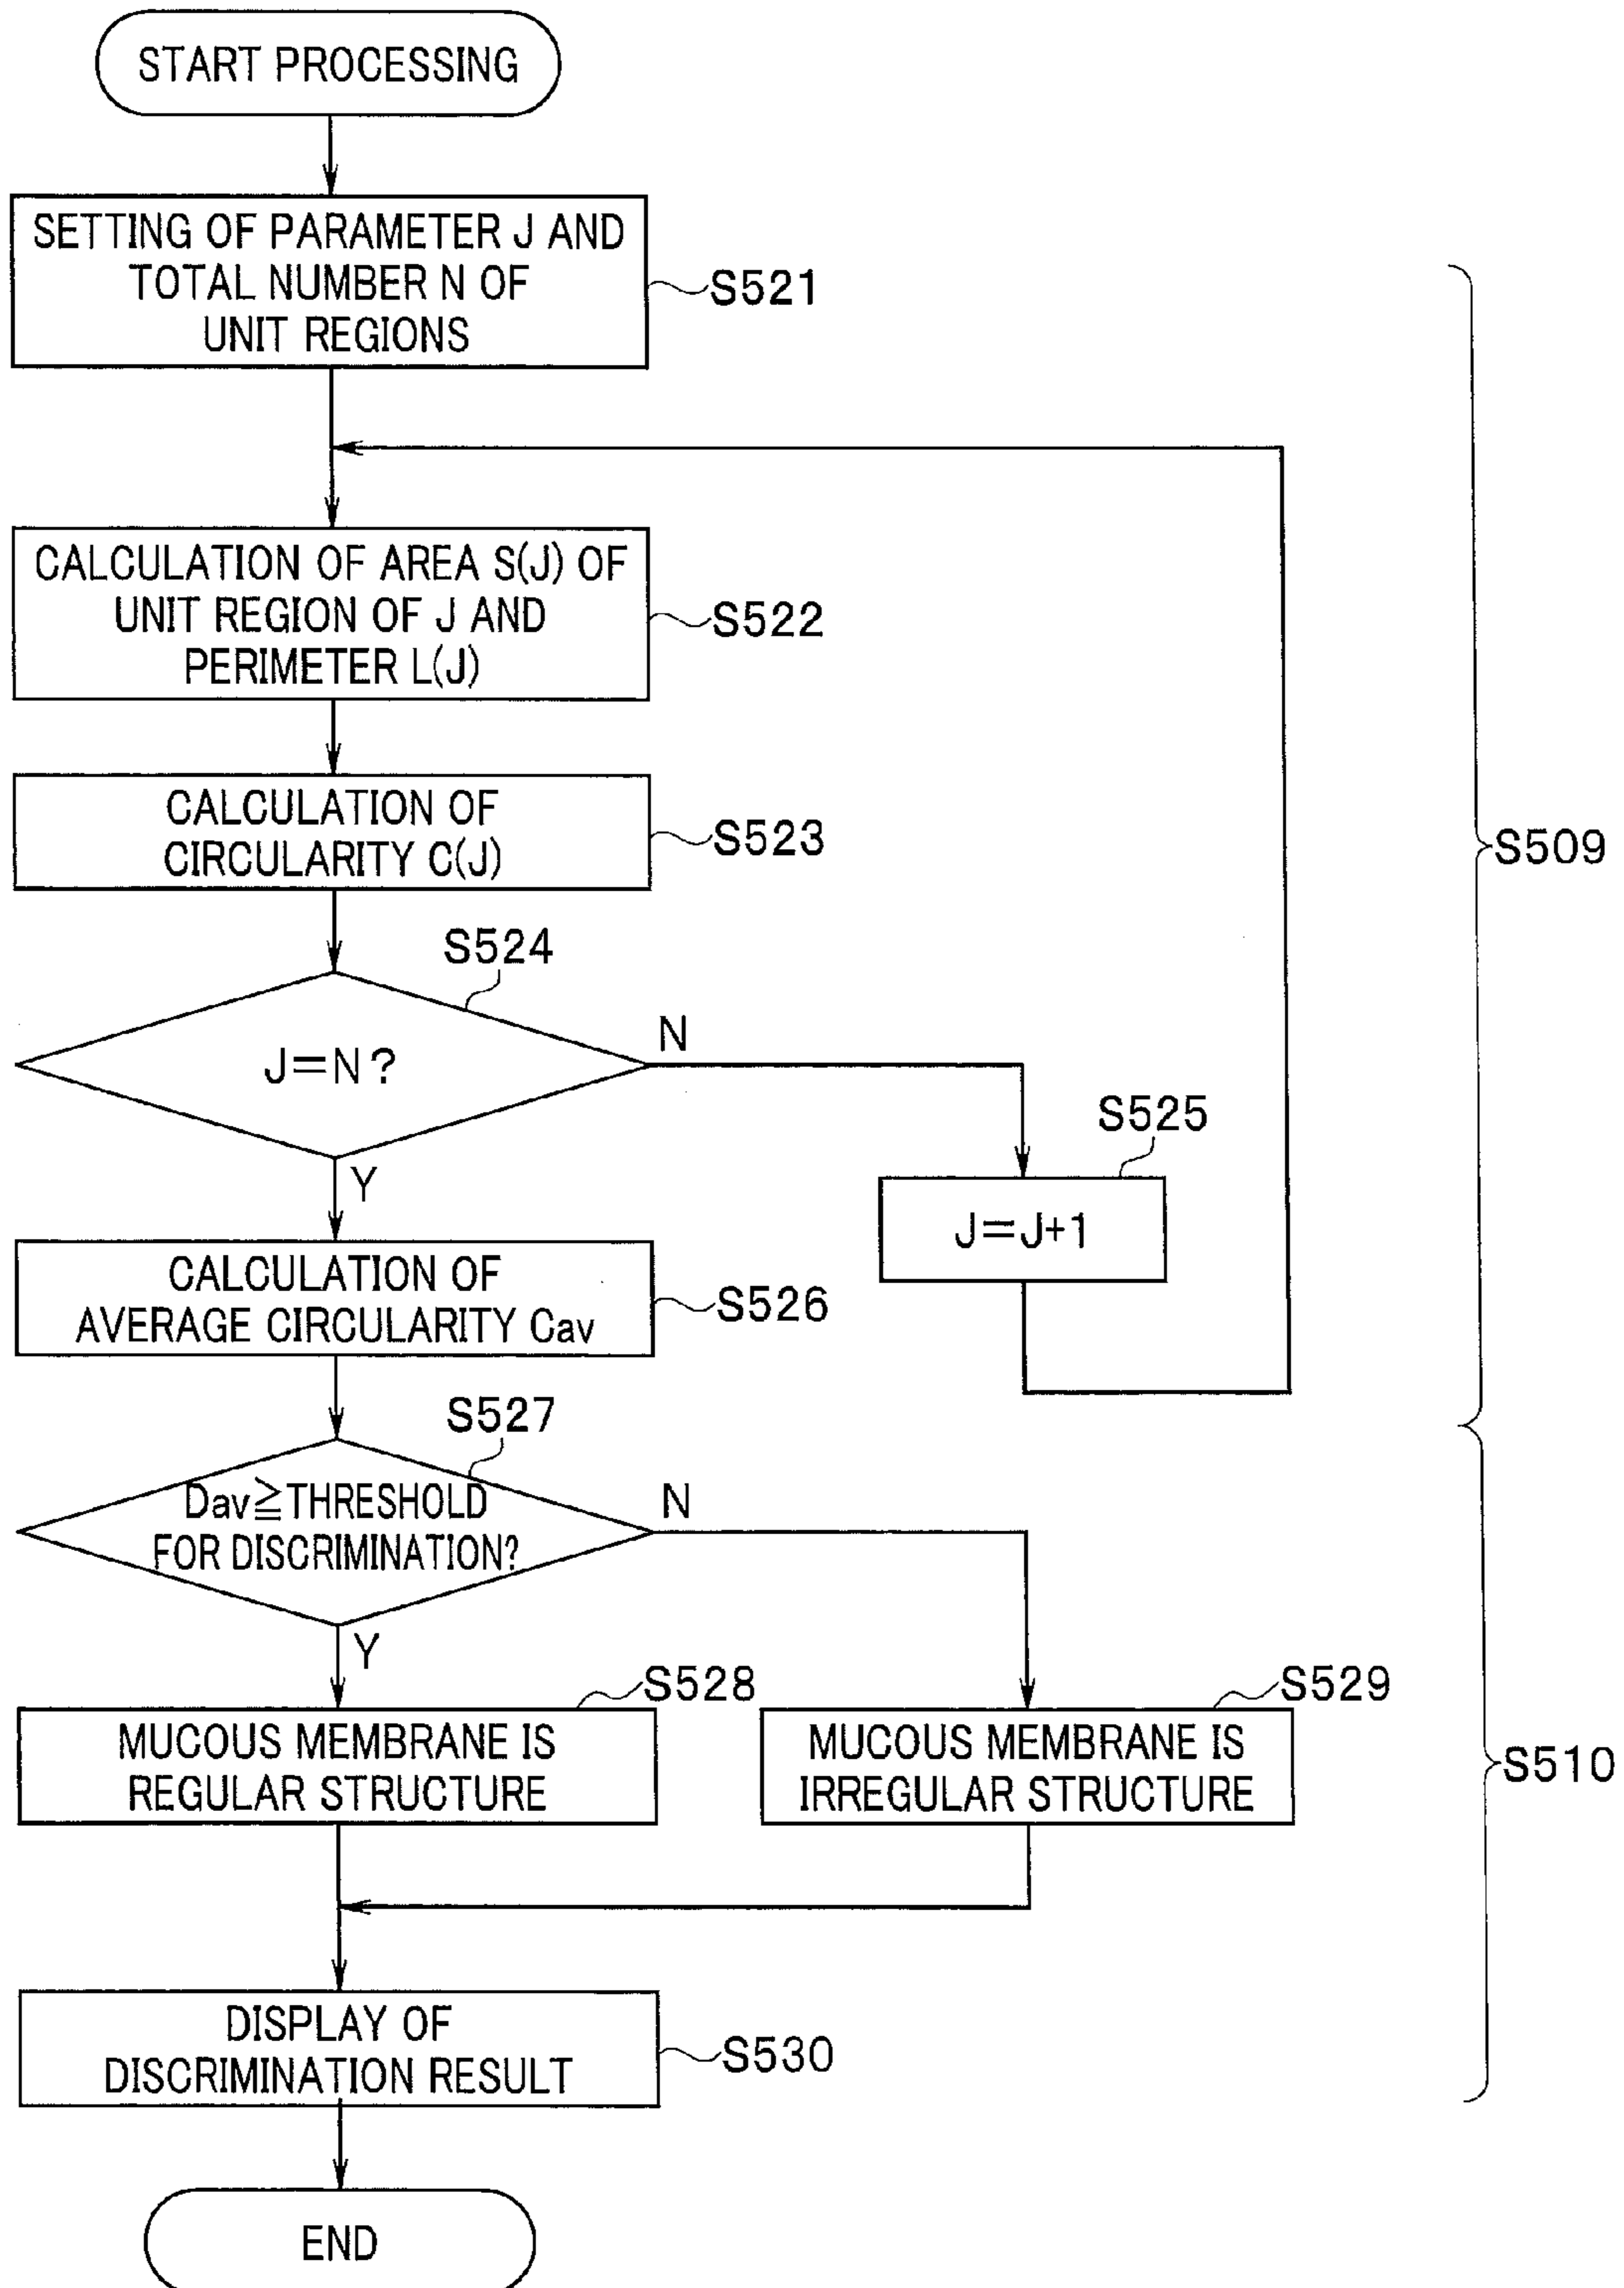 START PROCESSING
SETTING OF PARAMETER J AND
TOTAL NUMBER N OF
UNIT REGIONS
S521
CALCULATION OF AREA S(J) OF
UNIT REGION OF J AND
PERIMETER L(J)
S522
CALCULATION OF
CIRCULARITY C(J)
S523
S509
S524
J=N?
N
Y
S525
J=J+1
CALCULATION OF
AVERAGE CIRCULARITY Cav
S526
S527
Dav≧THRESHOLD
FOR DISCRIMINATION?
N
Y
S528
MUCOUS MEMBRANE IS
REGULAR STRUCTURE
S529
MUCOUS MEMBRANE IS
IRREGULAR STRUCTURE
S510
DISPLAY OF
DISCRIMINATION RESULT
S530
END